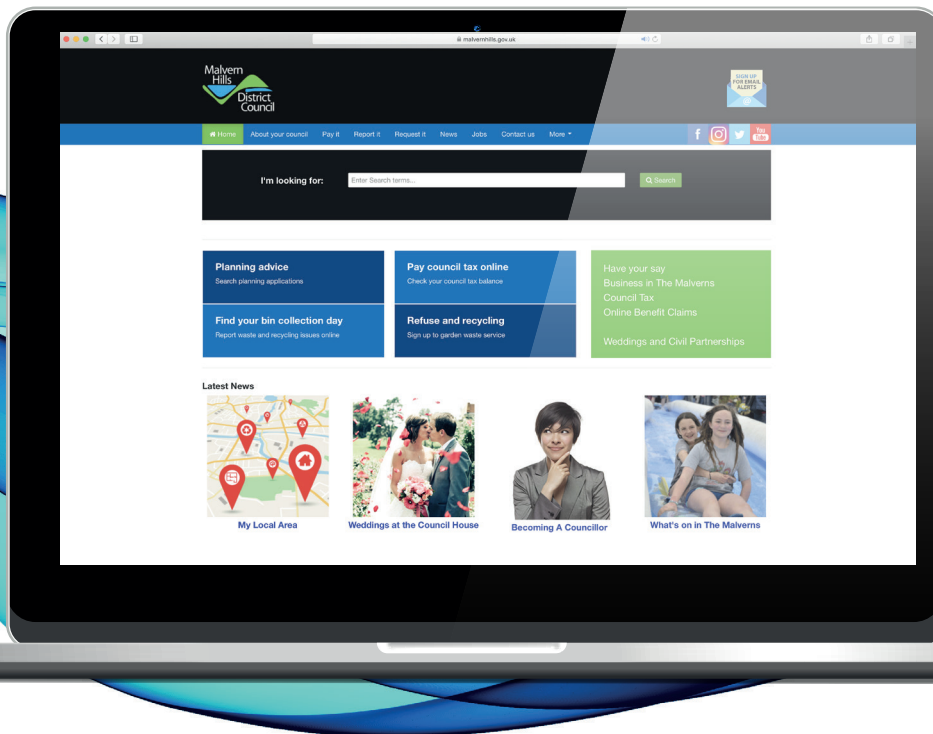 malvernhills.gov.uk
Malvern
Hills
District
Council
SIGN UP
FOR EMAIL
ALERTS
Home About your council Pay it Report it Request it News Jobs Contact us More
You
Tube
I'm looking for: Enter Search terms... Search
Planning advice
Search planning applications
Pay council tax online
Check your council tax balance
Find your bin collection day
Report waste and recycling issues online
Refuse and recycling
Sign up to garden waste service
Have your say
Business in The Malverns
Council Tax
Online Benefit Claims
Weddings and Civil Partnerships
Latest News
My Local Area
Weddings at the Council House
Becoming A Councillor
What's on in The Malverns